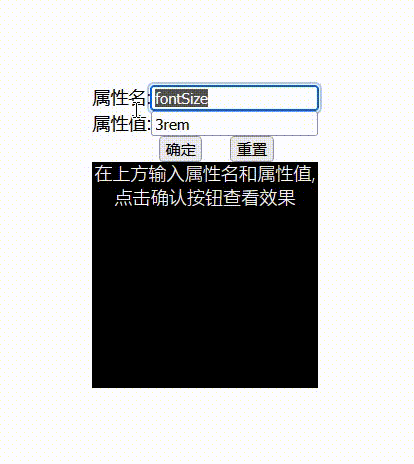 属性名:fontSize
属性值:3rem
确定 重置
在上方输入属性名和属性值,
点击确认按钮查看效果